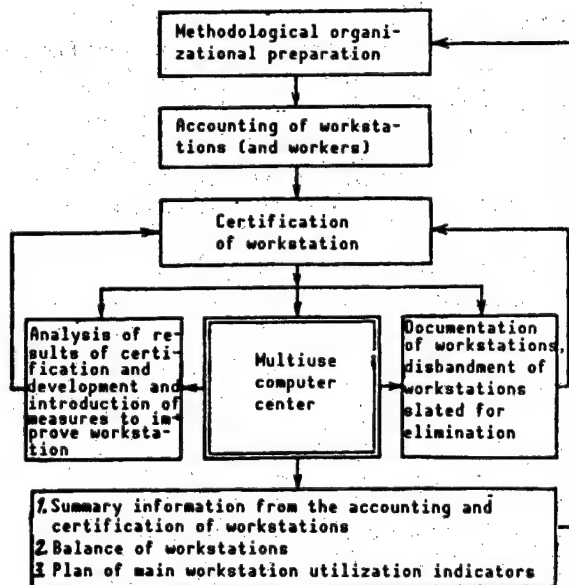 Methodological organi-
zational preparation
Accounting of worksta-
tions (and workers)
Certification
of workstation
Analysis of re-
sults of certi-
fication and
development and
introduction of
measures to im-
prove worksta-
tion
Multiuse
computer
center
Documentation
of workstations,
disbandment of
workstations
slated for
elimination
1. Summary information from the accounting and
certification of workstations
2. Balance of workstations
3. Plan of main workstation utilization indicators